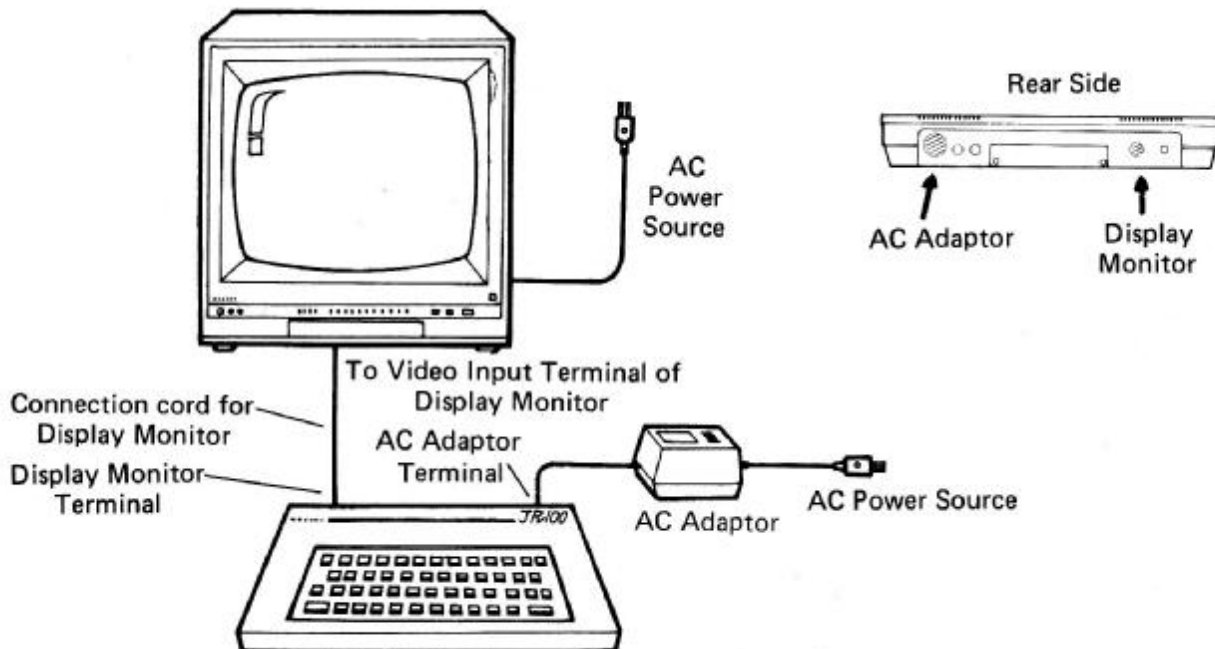 Rear Side
AC
Power
Source
AC Adaptor
Display
Monitor
To Video Input Terminal of
Display Monitor
Connection cord for
Display Monitor
AC Adaptor
Terminal
Display Monitor
Terminal
JR-100
AC Adaptor
AC Power Source